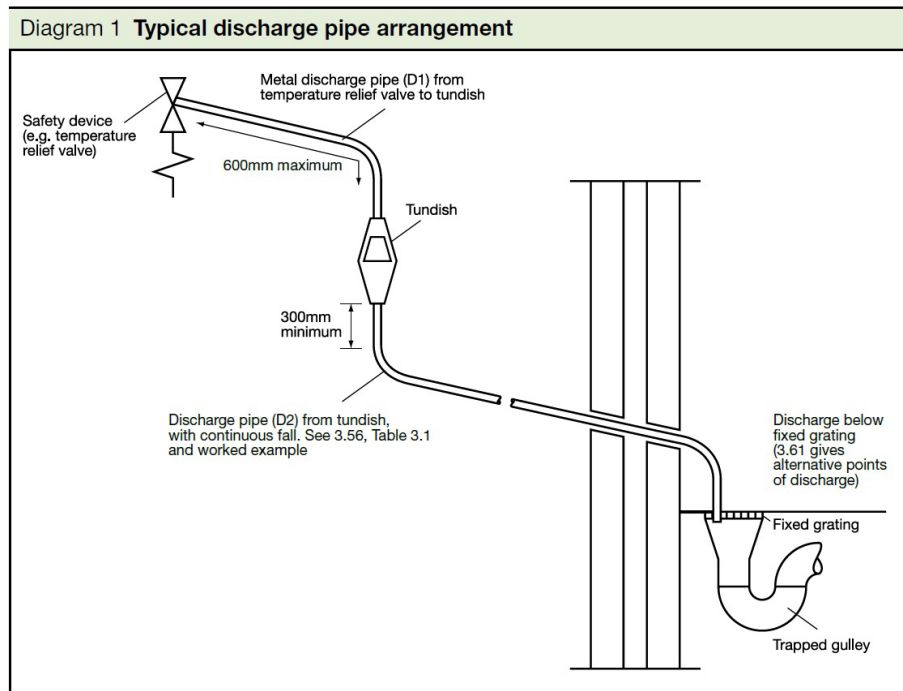 Diagram 1 Typical discharge pipe arrangement
Metal discharge pipe (D1) from
temperature relief valve to tundish
Safety device
(e.g. temperature
relief valve)
600mm maximum
Tundish
300mm
minimum
Discharge pipe (D2) from tundish,
with continuous fall. See 3.56, Table 3.1
and worked example
Discharge below
fixed grating
(3.61 gives
alternative points
of discharge)
Fixed grating
Trapped gulley